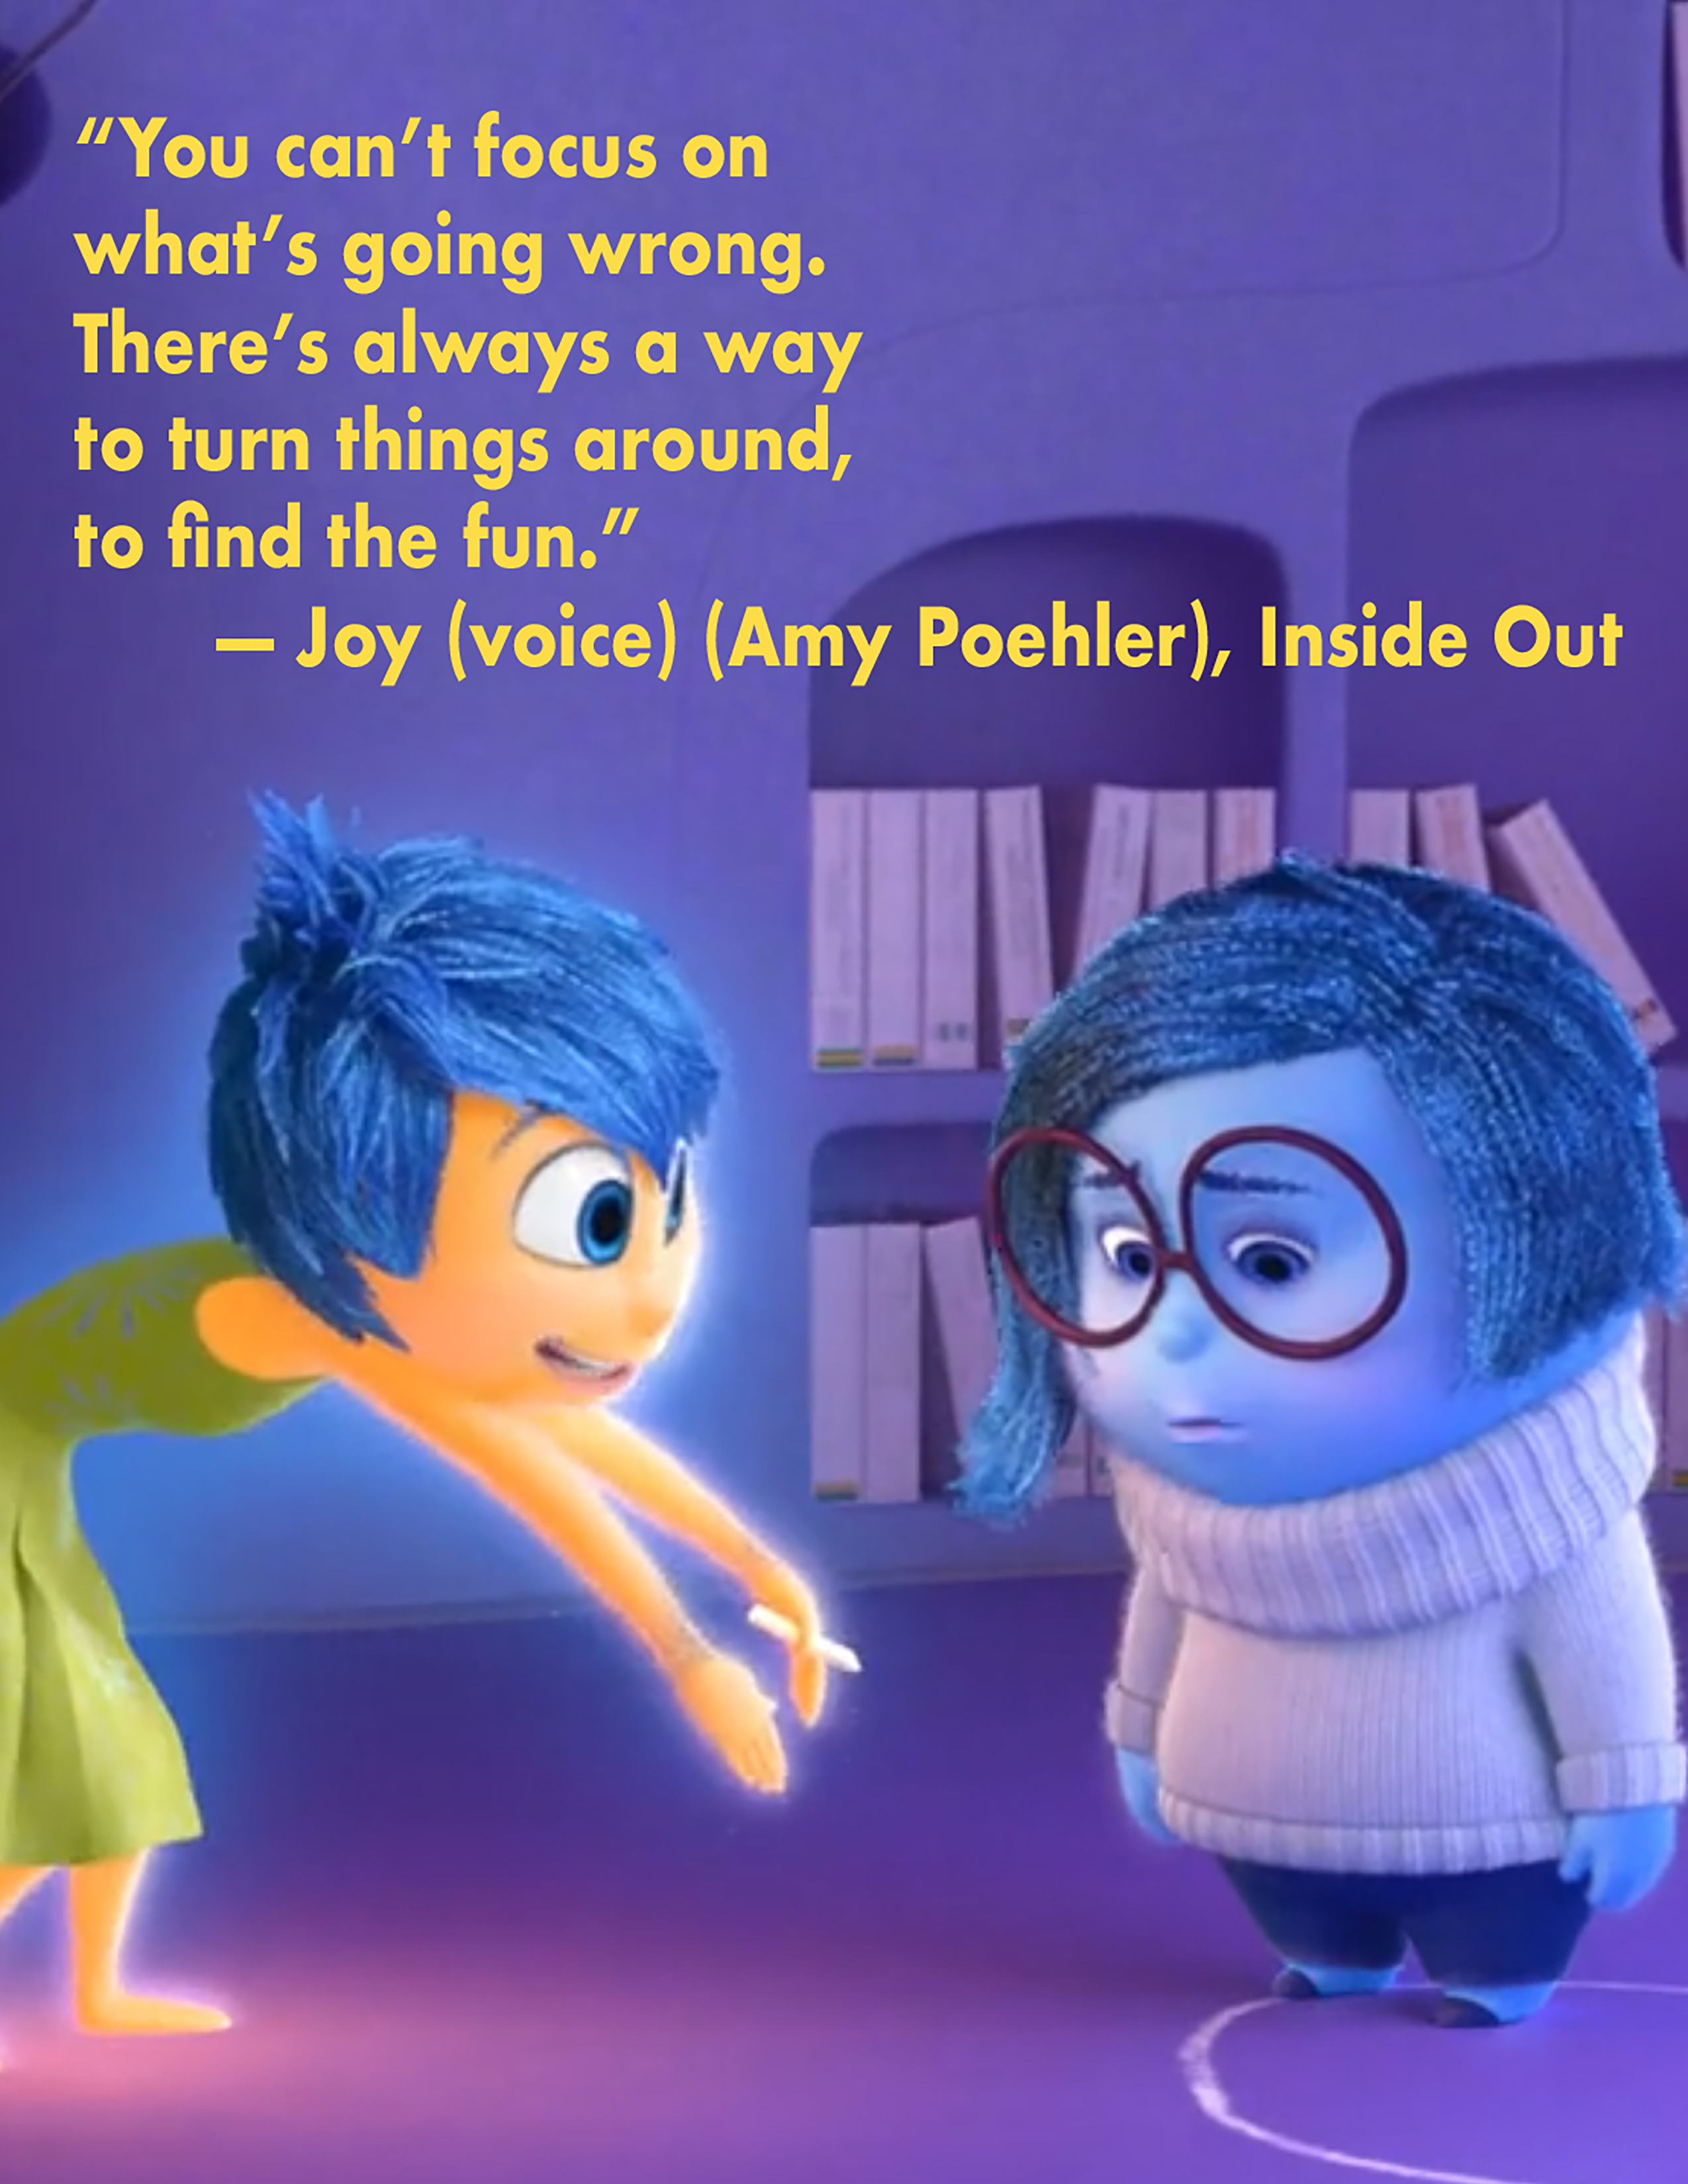 “You can’t focus on
what’s going wrong.
There’s always a way
to turn things around,
to find the fun.”
— Joy (voice) (Amy Poehler), Inside Out